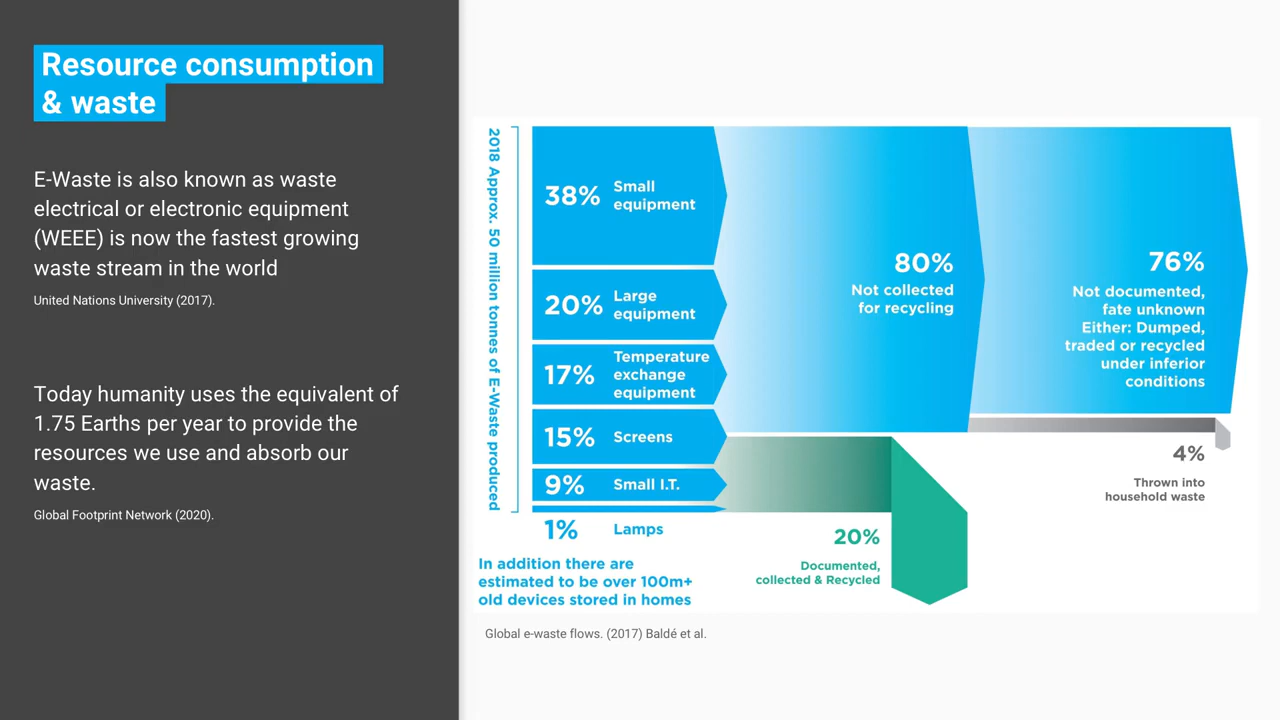 Resource consumption
& waste
E-Waste is also known as waste
electrical or electronic equipment
(WEEE) is now the fastest growing
waste stream in the world
United Nations University (2017).
Today humanity uses the equivalent of
1.75 Earths per year to provide the
resources we use and absorb our
waste.
Global Footprint Network (2020).
2018 Approx. 50 million tonnes of E-Waste produced
38% Small
equipment
20% Large
equipment
17% Temperature
exchange
equipment
15% Screens
9% Small I.T.
1% Lamps
In addition there are
estimated to be over 100m+
old devices stored in homes
80%
Not collected
for recycling
20%
Documented,
collected & Recycled
76%
Not documented,
fate unknown
Either: Dumped,
traded or recycled
under inferior
conditions
4%
Thrown into
household waste
Global e-waste flows. (2017) Baldé et al.